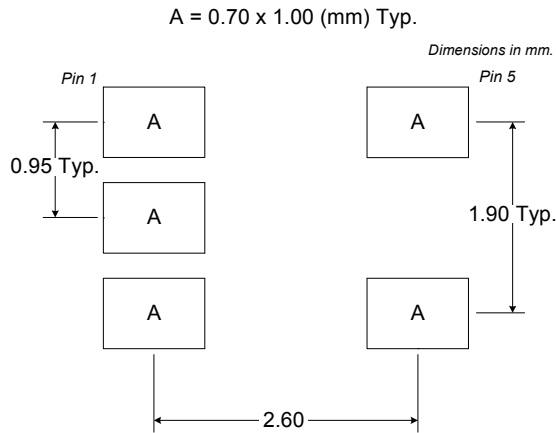 A = 0.70 x 1.00 (mm) Typ.
Dimensions in mm.
Pin 1
Pin 5
A
A
0.95 Typ.
A
1.90 Typ.
A
A
2.60